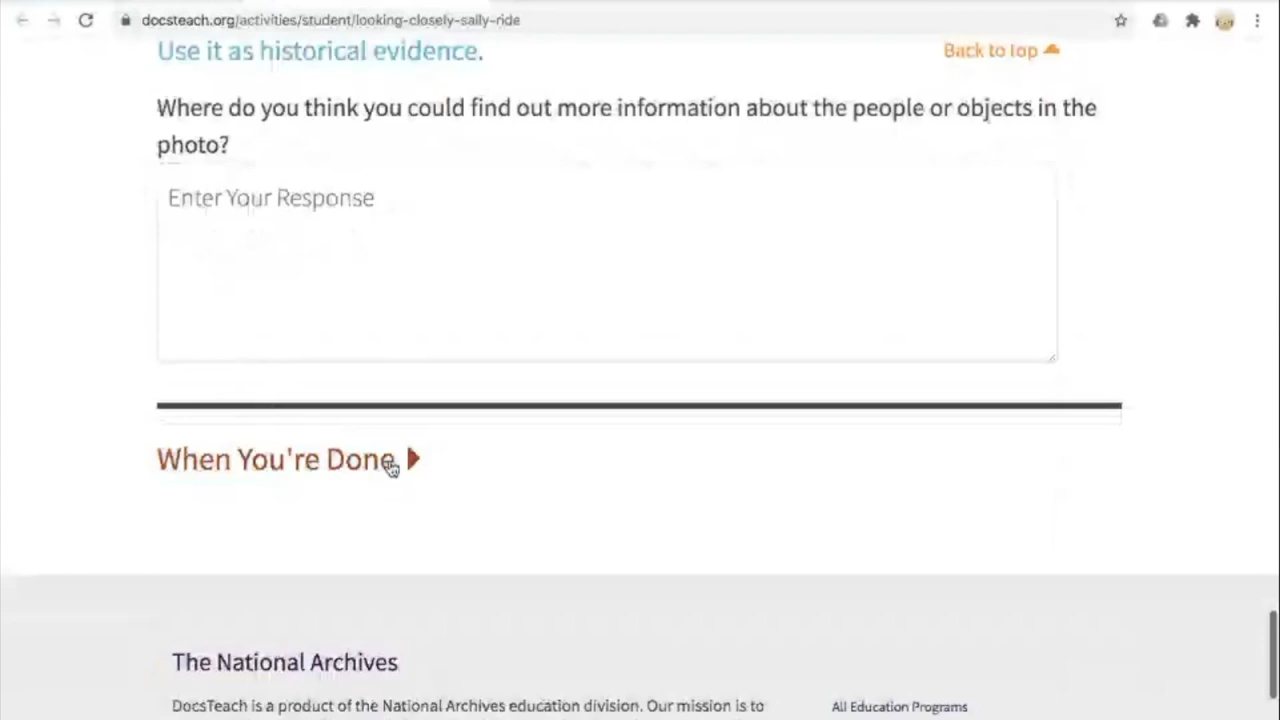 docsteach.org/activities/student/looking-closely-sally-ride
Use it as historical evidence.
Back to Top
Where do you think you could find out more information about the people or objects in the
photo?
Enter Your Response
When You're Done
The National Archives
DocsTeach is a product of the National Archives education division. Our mission is to
All Education Programs